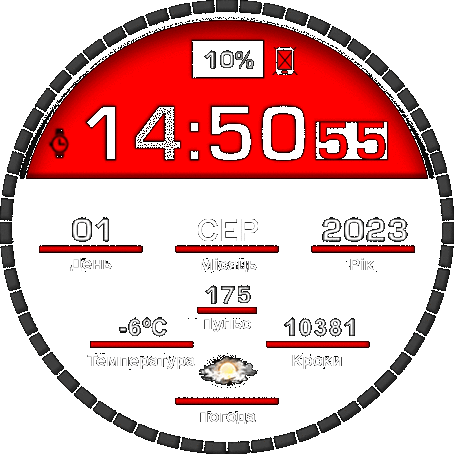 10%
14:50 55
01 СЕР 2023
День Місяць Рік
175
Пульс
-6°C 10381
Температура Кроки
Погода